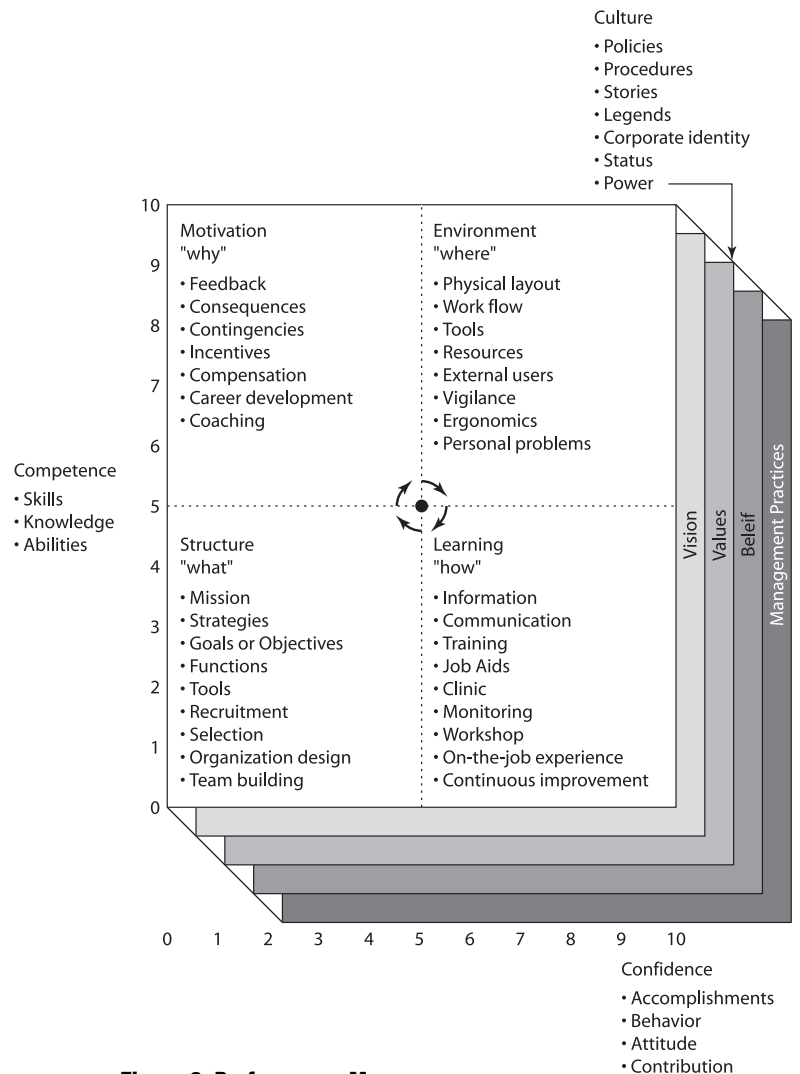 Culture
• Policies
• Procedures
• Stories
• Legends
• Corporate identity
• Status
• Power
10
9
8
7
6
5
4
3
2
1
0
Motivation
"why"
• Feedback
• Consequences
• Contingencies
• Incentives
• Compensation
• Career development
• Coaching
Environment
"where"
• Physical layout
• Work flow
• Tools
• Resources
• External users
• Vigilance
• Ergonomics
• Personal problems
Competence
• Skills
• Knowledge
• Abilities
Structure
"what"
• Mission
• Strategies
• Goals or Objectives
• Functions
• Tools
• Recruitment
• Selection
• Organization design
• Team building
Learning
"how"
• Information
• Communication
• Training
• Job Aids
• Clinic
• Monitoring
• Workshop
• On-the-job experience
• Continuous improvement
Vision
Values
Beleif
Management Practices
0 1 2 3 4 5 6 7 8 9 10
Confidence
• Accomplishments
• Behavior
• Attitude
• Contribution